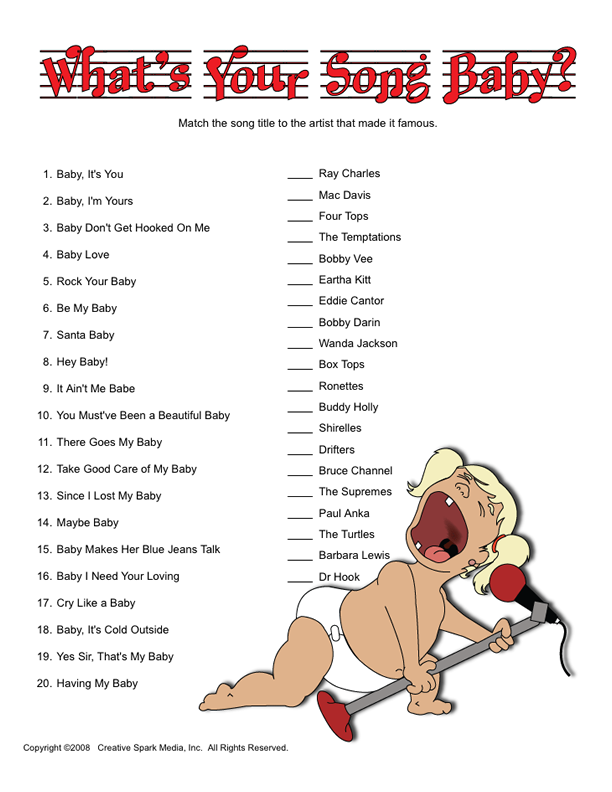 What's Your Song Baby?
Match the song title to the artist that made it famous.
1. Baby, It's You
2. Baby, I'm Yours
3. Baby Don't Get Hooked On Me
4. Baby Love
5. Rock Your Baby
6. Be My Baby
7. Santa Baby
8. Hey Baby!
9. It Ain't Me Babe
10. You Must've Been a Beautiful Baby
11. There Goes My Baby
12. Take Good Care of My Baby
13. Since I Lost My Baby
14. Maybe Baby
15. Baby Makes Her Blue Jeans Talk
16. Baby I Need Your Loving
17. Cry Like a Baby
18. Baby, It's Cold Outside
19. Yes Sir, That's My Baby
20. Having My Baby
____ Ray Charles
____ Mac Davis
____ Four Tops
____ The Temptations
____ Bobby Vee
____ Eartha Kitt
____ Eddie Cantor
____ Bobby Darin
____ Wanda Jackson
____ Box Tops
____ Ronettes
____ Buddy Holly
____ Shirelles
____ Drifters
____ Bruce Channel
____ The Supremes
____ Paul Anka
____ The Turtles
____ Barbara Lewis
____ Dr Hook
Copyright ©2008 Creative Spark Media, Inc. All Rights Reserved.